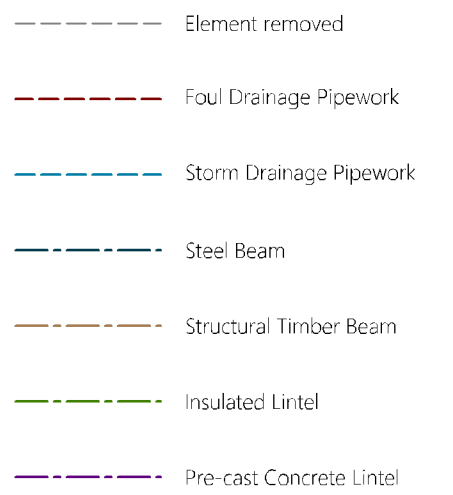 Element removed
Foul Drainage Pipework
Storm Drainage Pipework
Steel Beam
Structural Timber Beam
Insulated Lintel
Pre-cast Concrete Lintel